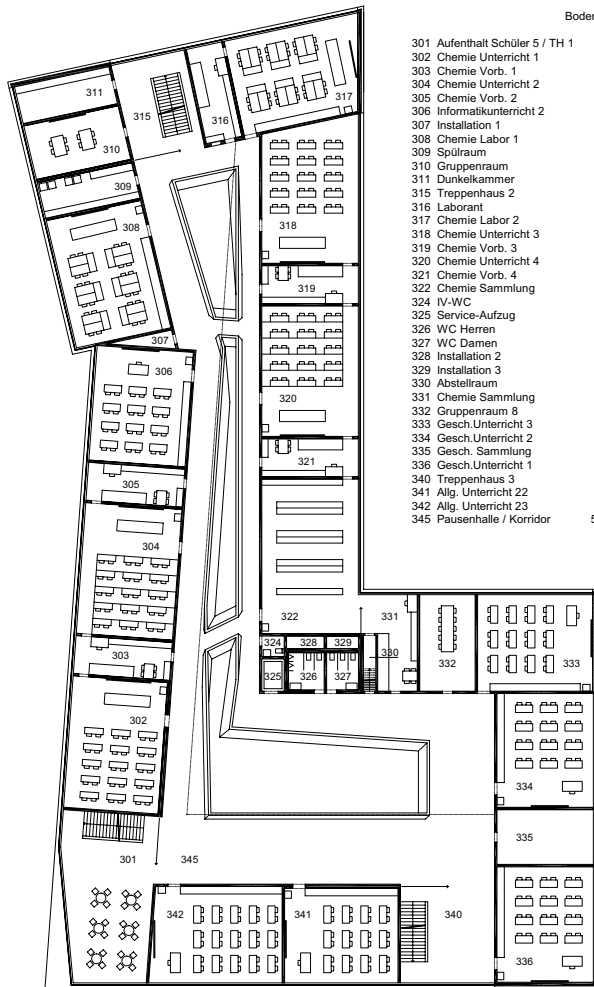 Boden
301 Aufenthalt Schüler 5 / TH 1
302 Chemie Unterricht 1
303 Chemie Vorb. 1
304 Chemie Unterricht 2
305 Chemie Vorb. 2
306 Informatikunterricht 2
307 Installation 1
308 Chemie Labor 1
309 Spülraum
310 Gruppenraum
311 Dunkelkammer
315 Treppenhaus 2
316 Laborant
317 Chemie Labor 2
318 Chemie Unterricht 3
319 Chemie Vorb. 3
320 Chemie Unterricht 4
321 Chemie Vorb. 4
322 Chemie Sammlung
324 IV-WC
325 Service-Aufzug
326 WC Herren
327 WC Damen
328 Installation 2
329 Installation 3
330 Abstellraum
331 Chemie Sammlung
332 Gruppenraum 8
333 Gesch.Unterricht 3
334 Gesch.Unterricht 2
335 Gesch. Sammlung
336 Gesch.Unterricht 1
340 Treppenhaus 3
341 Allg. Unterricht 22
342 Allg. Unterricht 23
345 Pausenhalle / Korridor 5
311
315
316
317
310
309
308
318
319
307
306
320
321
305
304
322
331
324
328
329
330
332
333
303
325
IV
326
327
302
334
301
345
335
342
341
340
336